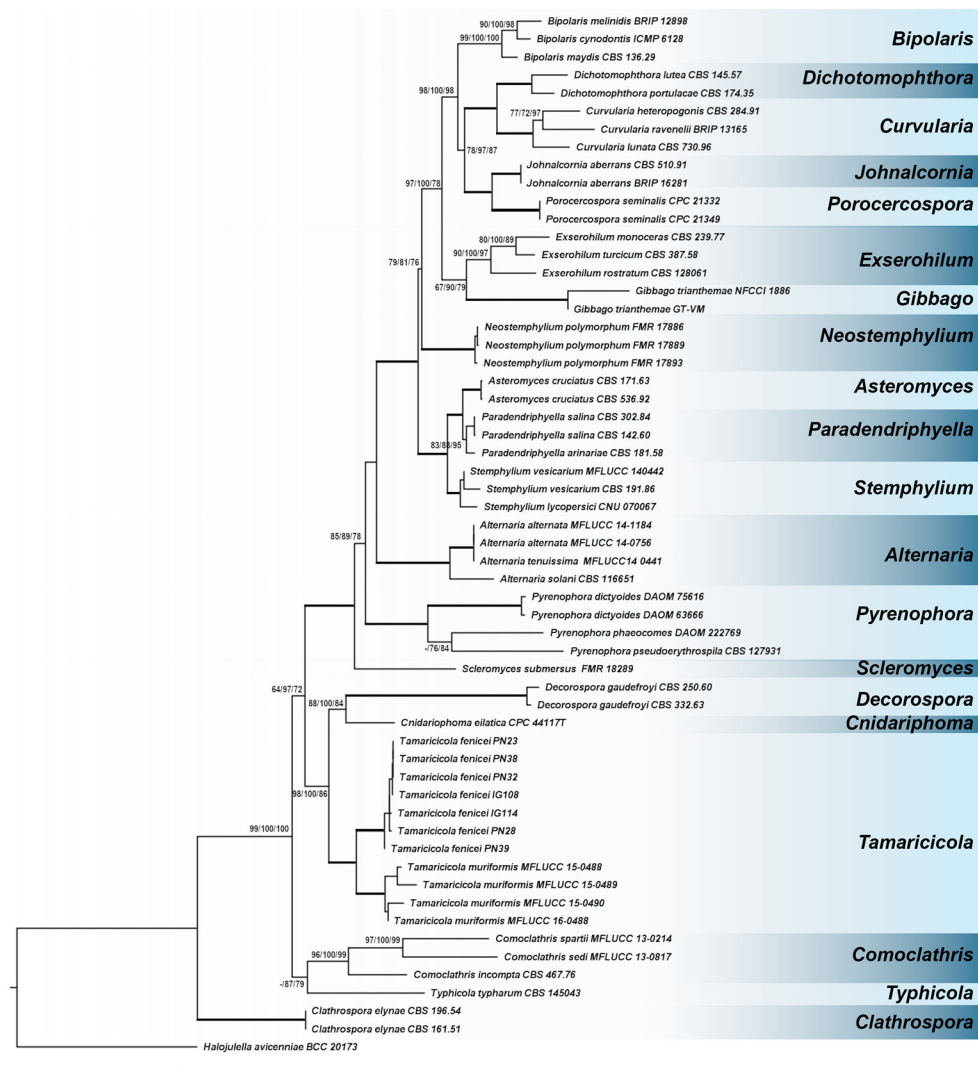 90/100/98
Bipolaris melinidis BRIP 12898
99/100/100
Bipolaris cynodontis ICMP 6128
Bipolaris
Bipolaris maydis CBS 136.29
Dichotomophthora lutea CBS 145.57
Dichotomophthora
98/100/98
Dichotomophthora portulacae CBS 174.35
77/72/97
Curvularia heteropogonis CBS 284.91
Curvularia ravenelii BRIP 13165
Curvularia
78/97/87
Curvularia lunata CBS 730.96
Johnalcornia aberrans CBS 510.91
Johnalcornia
97/100/78
Johnalcornia aberrans BRIP 16281
Porocercospora seminalis CPC 21332
Porocercospora
Porocercospora seminalis CPC 21349
80/100/89
Exserohilum monoceras CBS 239.77
90/100/97
Exserohilum turcicum CBS 387.58
Exserohilum
79/81/76
Exserohilum rostratum CBS 128061
67/90/79
Gibbago trianthemae NFCCI 1886
Gibbago
Gibbago trianthemae GT-VM
Neostemphylium polymorphum FMR 17886
Neostemphylium
Neostemphylium polymorphum FMR 17889
Neostemphylium polymorphum FMR 17893
Asteromyces cruciatus CBS 171.63
Asteromyces
Asteromyces cruciatus CBS 536.92
Paradendriphyella salina CBS 302.84
Paradendriphyella
83/88/95
Paradendriphyella salina CBS 142.60
Paradendriphyella arinariae CBS 181.58
Stemphylium vesicarium MFLUCC 140442
Stemphylium vesicarium CBS 191.86
Stemphylium
Stemphylium lycopersici CNU 070067
Alternaria alternata MFLUCC 14-1184
85/89/78
Alternaria alternata MFLUCC 14-0756
Alternaria
Alternaria tenuissima MFLUCC14 0441
Alternaria solani CBS 116651
Pyrenophora dictyoides DAOM 75616
Pyrenophora
Pyrenophora dictyoides DAOM 63666
Pyrenophora phaeocomes DAOM 222769
-/76/84
Pyrenophora pseudoerythrospila CBS 127931
Scleromyces submersus FMR 18289
Scleromyces
64/97/72
Decorospora gaudefroyi CBS 250.60
Decorospora
88/100/84
Decorospora gaudefroyi CBS 332.63
Cnidariophoma eilatica CPC 44117T
Cnidariphoma
Tamaricicola fenicei PN23
Tamaricicola fenicei PN38
Tamaricicola fenicei PN32
98/100/86
Tamaricicola fenicei IG108
Tamaricicola fenicei IG114
99/100/100
Tamaricicola fenicei PN28
Tamaricicola
Tamaricicola fenicei PN39
Tamaricicola muriformis MFLUCC 15-0488
Tamaricicola muriformis MFLUCC 15-0489
Tamaricicola muriformis MFLUCC 15-0490
Tamaricicola muriformis MFLUCC 16-0488
97/100/99
Comoclathris spartii MFLUCC 13-0214
96/100/99
Comoclathris sedi MFLUCC 13-0817
Comoclathris
Comoclathris incompta CBS 467.76
-/87/79
Typhicola typharum CBS 145043
Typhicola
Clathrospora elynae CBS 196.54
Clathrospora
Clathrospora elynae CBS 161.51
Halojulella avicenniae BCC 20173